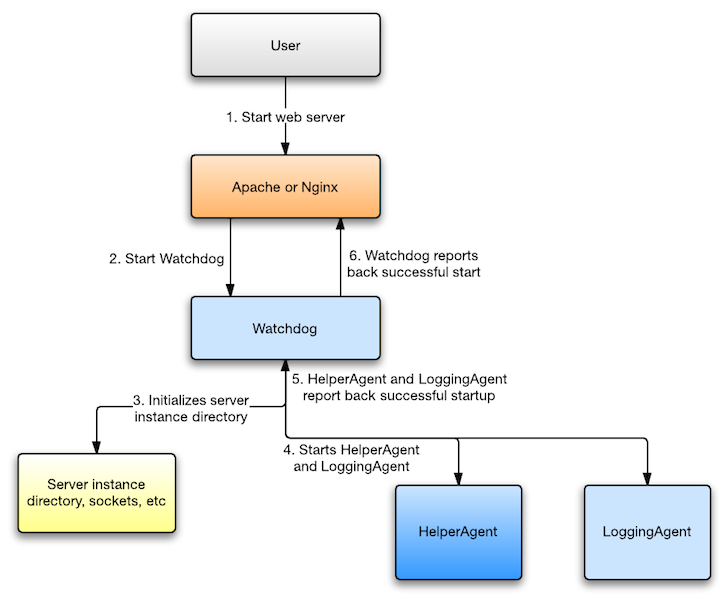 User
1. Start web server
Apache or Nginx
2. Start Watchdog
6. Watchdog reports
back successful start
Watchdog
5. HelperAgent and LoggingAgent
report back successful startup
3. Initializes server
instance directory
4. Starts HelperAgent
and LoggingAgent
Server instance
directory, sockets, etc
HelperAgent
LoggingAgent